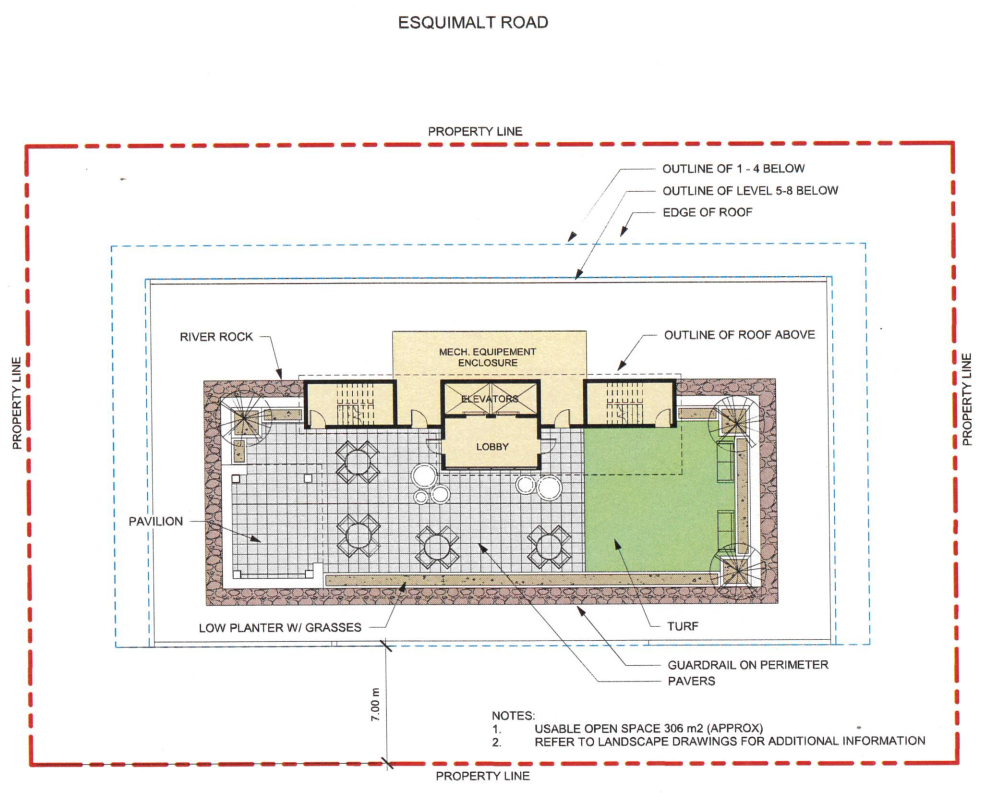 ESQUIMALT ROAD
PROPERTY LINE
OUTLINE OF 1 - 4 BELOW
OUTLINE OF LEVEL 5-8 BELOW
EDGE OF ROOF
RIVER ROCK
OUTLINE OF ROOF ABOVE
MECH. EQUIPEMENT
ENCLOSURE
PROPERTY LINE
PROPERTY LINE
ELEVATORS
LOBBY
PAVILION
LOW PLANTER W/ GRASSES
TURF
GUARDRAIL ON PERIMETER
PAVERS
7.00 m
NOTES:
1. USABLE OPEN SPACE 306 m2 (APPROX)
2. REFER TO LANDSCAPE DRAWINGS FOR ADDITIONAL INFORMATION
PROPERTY LINE